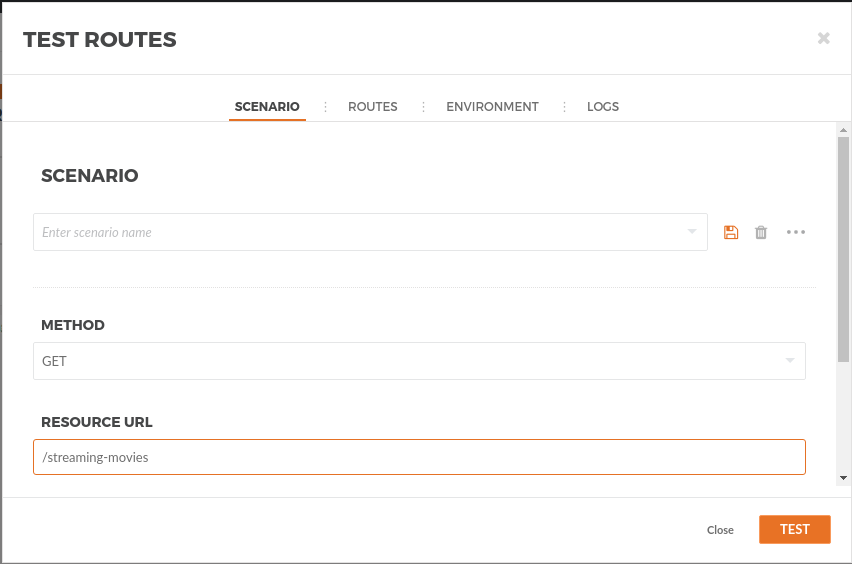 TEST ROUTES
SCENARIO ROUTES ENVIRONMENT LOGS
SCENARIO
Enter scenario name
METHOD
GET
RESOURCE URL
/streaming-movies
Close TEST